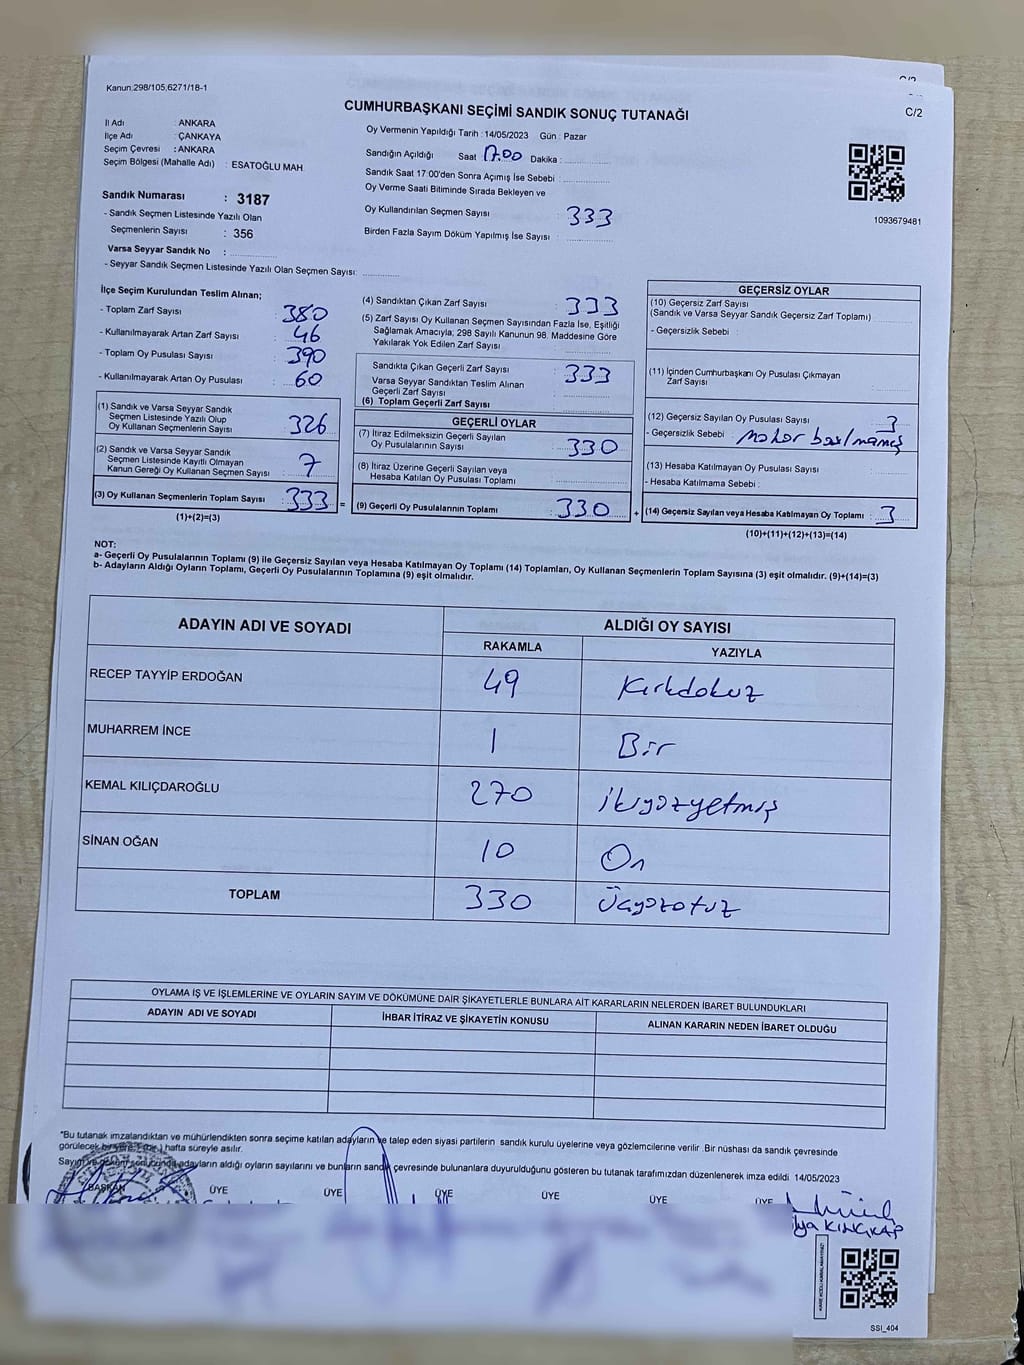 Kanun:298/105,6271/18-1
C/2
CUMHURBAŞKANI SEÇİMİ SANDIK SONUÇ TUTANAĞI
C/2
İl Adı : ANKARA
İlçe Adı : ÇANKAYA
Seçim Çevresi : ANKARA
Seçim Bölgesi (Mahalle Adı) : ESATOĞLU MAH
Sandık Numarası : 3187
- Sandık Seçmen Listesinde Yazılı Olan
Seçmenlerin Sayısı : 356
Varsa Seyyar Sandık No :
- Seyyar Sandık Seçmen Listesinde Yazılı Olan Seçmen Sayısı:
Oy Vermenin Yapıldığı Tarih :14/05/2023 Gün : Pazar
Sandığın Açıldığı Saat 17.00 Dakika :
Sandık Saat 17:00'den Sonra Açımış İse Sebebi :
Oy Verme Saati Bitiminde Sırada Bekleyen ve
Oy Kullandırılan Seçmen Sayısı : 333
Birden Fazla Sayım Döküm Yapılmış İse Sayısı :
1093679481
İlçe Seçim Kurulundan Teslim Alınan;
- Toplam Zarf Sayısı : 380
- Kullanılmayarak Artan Zarf Sayısı : 46
- Toplam Oy Pusulası Sayısı : 390
- Kullanılmayarak Artan Oy Pusulası : 60
(1) Sandık ve Varsa Seyyar Sandık
Seçmen Listesinde Yazılı Olup
Oy Kullanan Seçmenlerin Sayısı : 326
(2) Sandık ve Varsa Seyyar Sandık
Seçmen Listesinde Kayıtlı Olmayan
Kanun Gereği Oy Kullanan Seçmen Sayısı : 7
(3) Oy Kullanan Seçmenlerin Toplam Sayısı : 333 =
(1)+(2)=(3)
(4) Sandıktan Çıkan Zarf Sayısı : 333
(5) Zarf Sayısı Oy Kullanan Seçmen Sayısından Fazla İse, Eşitliği
Sağlamak Amacıyla; 298 Sayılı Kanunun 98. Maddesine Göre
Yakılarak Yok Edilen Zarf Sayısı :
Sandıkta Çıkan Geçerli Zarf Sayısı : 333
Varsa Seyyar Sandıktan Teslim Alınan
Geçerli Zarf Sayısı :
(6) Toplam Geçerli Zarf Sayısı :
GEÇERLİ OYLAR
(7) İtiraz Edilmeksizin Geçerli Sayılan
Oy Pusulalarının Sayısı : 330
(8) İtiraz Üzerine Geçerli Sayılan veya
Hesaba Katılan Oy Pusulası Toplamı :
(9) Geçerli Oy Pusulalarının Toplamı : 330 +
GEÇERSİZ OYLAR
(10) Geçersiz Zarf Sayısı
(Sandık ve Varsa Seyyar Sandık Geçersiz Zarf Toplamı)
- Geçersizlik Sebebi :
(11) İçinden Cumhurbaşkanı Oy Pusulası Çıkmayan
Zarf Sayısı :
(12) Geçersiz Sayılan Oy Pusulası Sayısı : 3
- Geçersizlik Sebebi : mohor basılmamış
(13) Hesaba Katılmayan Oy Pusulası Sayısı :
- Hesaba Katılmama Sebebi :
(14) Geçersiz Sayılan veya Hesaba Katılmayan Oy Toplamı : 3
(10)+(11)+(12)+(13)=(14)
NOT:
a- Geçerli Oy Pusulalarının Toplamı (9) ile Geçersiz Sayılan veya Hesaba Katılmayan Oy Toplamı (14) Toplamları, Oy Kullanan Seçmenlerin Toplam Sayısına (3) eşit olmalıdır. (9)+(14)=(3)
b- Adayların Aldığı Oyların Toplamı, Geçerli Oy Pusulalarının Toplamına (9) eşit olmalıdır.
ADAYIN ADI VE SOYADI
ALDIĞI OY SAYISI
RAKAMLA YAZIYLA
RECEP TAYYİP ERDOĞAN 49 Kırkdokuz
MUHARREM İNCE 1 Bir
KEMAL KILIÇDAROĞLU 270 ikiyüzyetmiş
SİNAN OĞAN 10 On
TOPLAM 330 Üçyüzotuz
OYLAMA İŞ VE İŞLEMLERİNE VE OYLARIN SAYIM VE DÖKÜMÜNE DAİR ŞİKAYETLERLE BUNLARA AİT KARARLARIN NELERDEN İBARET BULUNDUKLARI
ADAYIN ADI VE SOYADI İHBAR İTİRAZ VE ŞİKAYETİN KONUSU ALINAN KARARIN NEDEN İBARET OLDUĞU
*Bu tutanak imzalandıktan ve mühürlendikten sonra seçime katılan adayların ve talep eden siyasi partilerin sandık kurulu üyelerine veya gözlemcilerine verilir. Bir nüshası da sandık çevresinde
görülecek bir yere 1 (bir) hafta süreyle asılır.
Sayım ve döküm sonucunda adayların aldığı oyların sayılarını ve bunların sandık çevresinde bulunanlara duyurulduğunu gösteren bu tutanak tarafımızdan düzenlenerek imza edildi. 14/05/2023
BAŞKAN ÜYE ÜYE ÜYE ÜYE ÜYE ÜYE
SSI_404